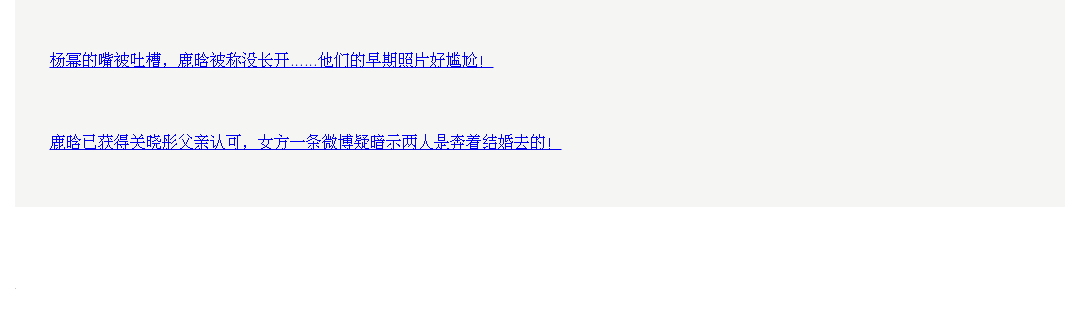 杨幂的嘴被吐槽，鹿晗被称没长开……他们的早期照片好尴尬！
鹿晗已获得关晓彤父亲认可，女方一条微博疑暗示两人是奔着结婚去的！